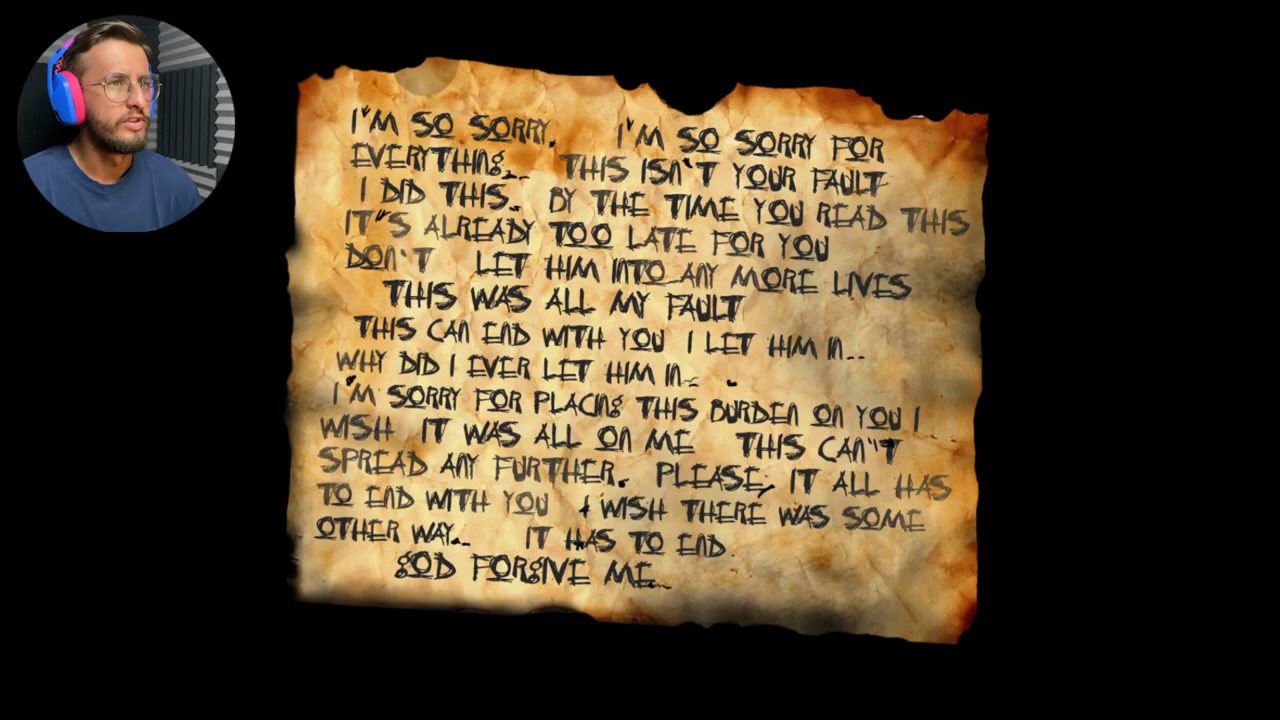 I'M SO SORRY. I'M SO SORRY FOR
EVERYTHING... THIS ISN'T YOUR FAULT
I DID THIS.. BY THE TIME YOU READ THIS
IT"S ALREADY TOO LATE FOR YOU
DON'T LET HIM INTO ANY MORE LIVES
THIS WAS ALL MY FAULT
THIS CAN END WITH YOU I LET HIM IN..
WHY DID I EVER LET HIM IN..
I'M SORRY FOR PLACING THIS BURDEN ON YOU I
WISH IT WAS ALL ON ME THIS CAN"T
SPREAD ANY FURTHER. PLEASE, IT ALL HAS
TO END WITH YOU I WISH THERE WAS SOME
OTHER WAY... IT HAS TO END.
GOD FORGIVE ME...